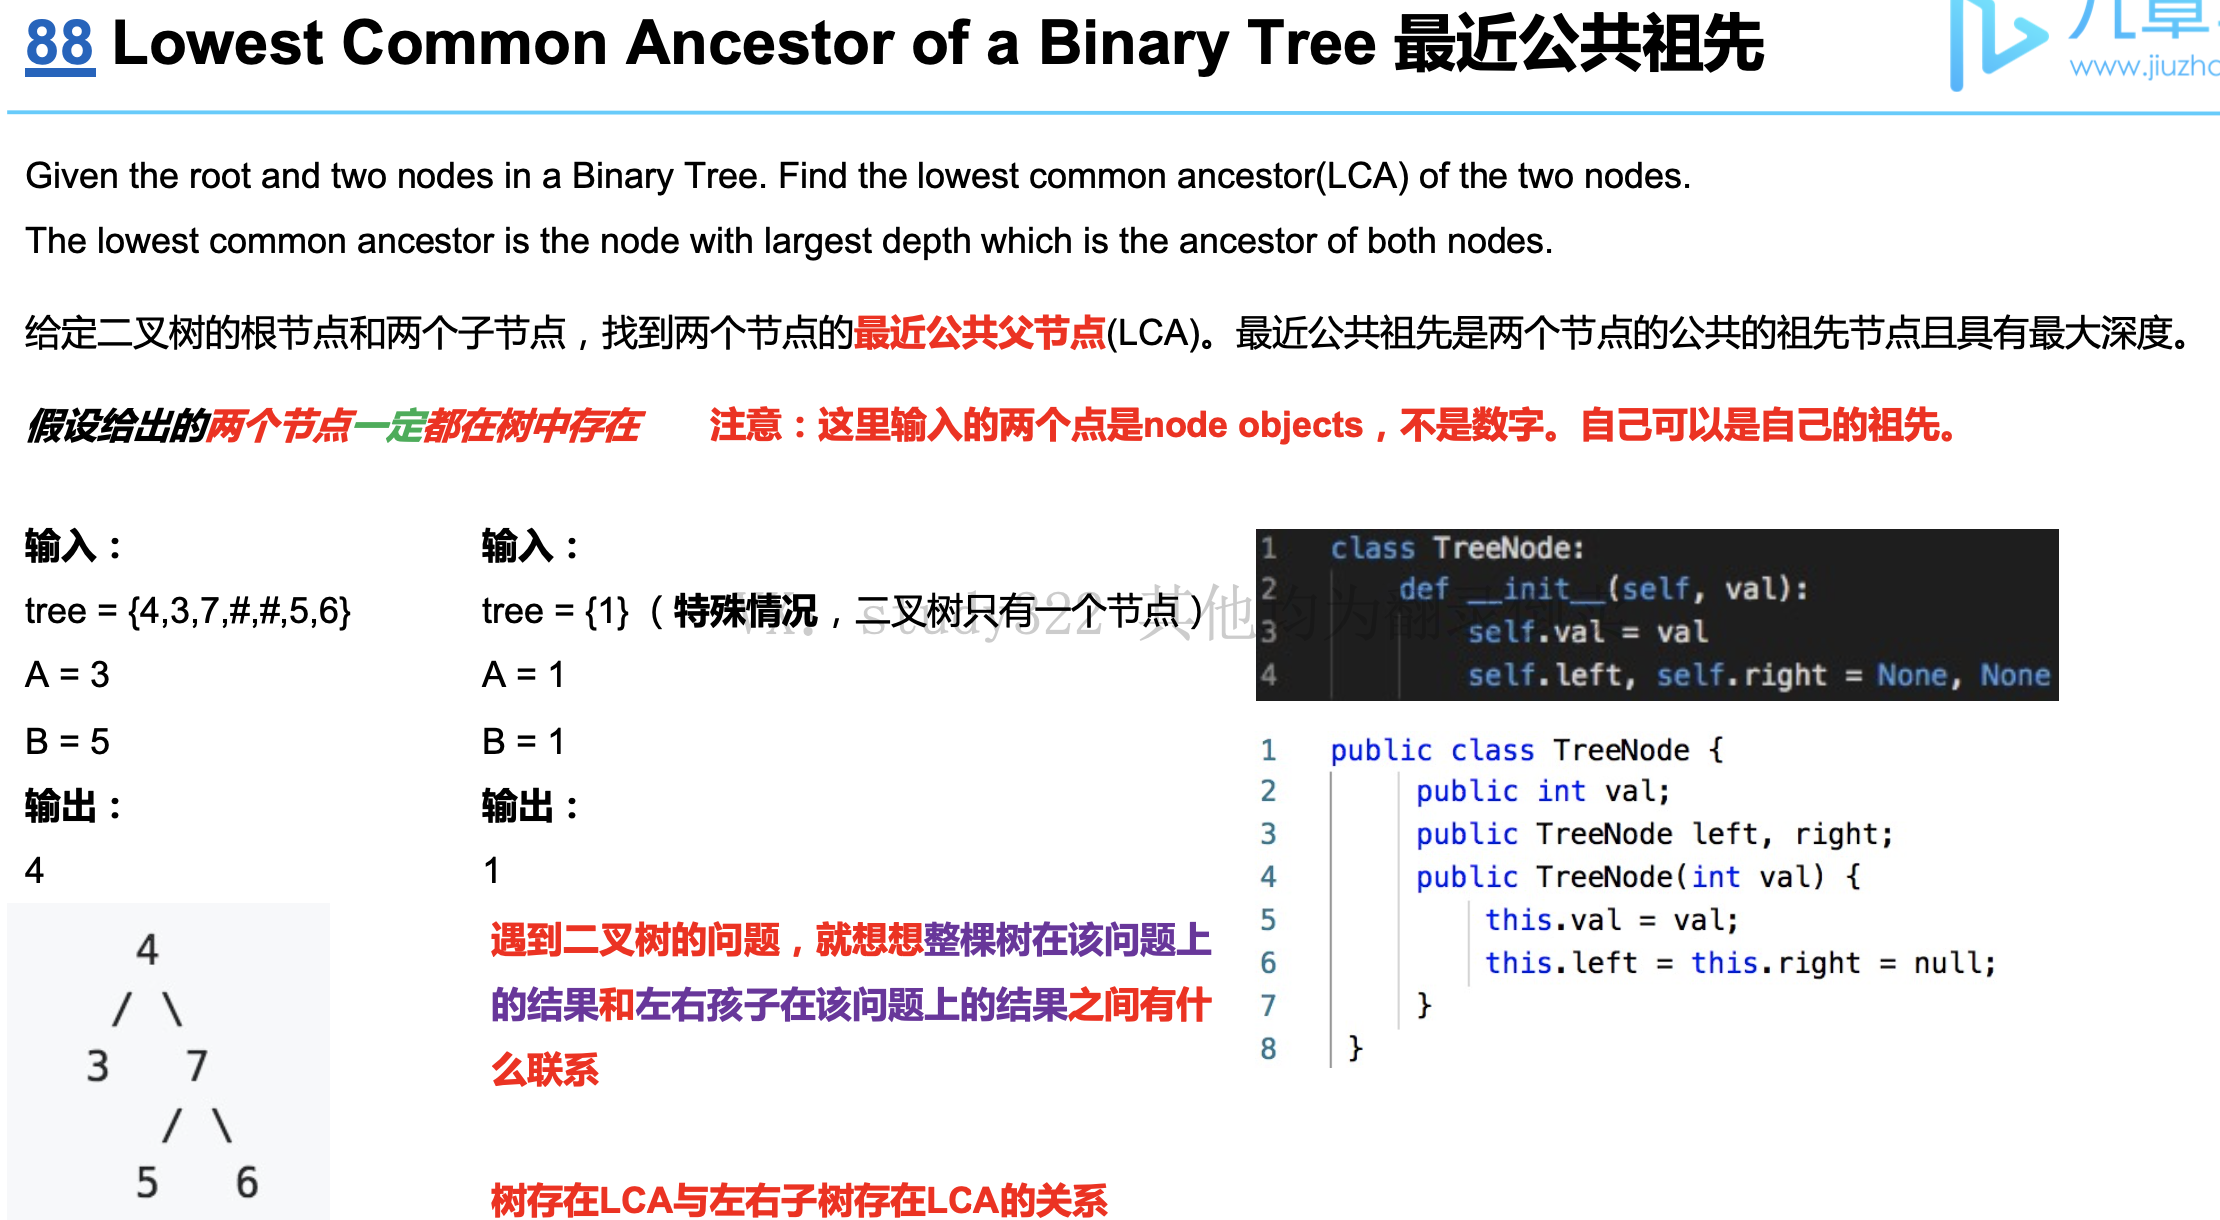 88 Lowest Common Ancestor of a Binary Tree 最近公共祖先
www.jiuzh
Given the root and two nodes in a Binary Tree. Find the lowest common ancestor(LCA) of the two nodes.
The lowest common ancestor is the node with largest depth which is the ancestor of both nodes.
给定二叉树的根节点和两个子节点，找到两个节点的最近公共父节点(LCA)。最近公共祖先是两个节点的公共的祖先节点且具有最大深度。
假设给出的两个节点一定都在树中存在
注意：这里输入的两个点是node objects，不是数字。自己可以是自己的祖先。
输入：
tree = {4,3,7,#,#,5,6}
A = 3
B = 5
输出：
4
4
/ \
3 7
/ \
5 6
输入：
tree = {1}（特殊情况，二叉树只有一个节点）
A = 1
B = 1
输出：
1
VX: study322 其他均为翻录倒卖
遇到二叉树的问题，就想想整棵树在该问题上
的结果和左右孩子在该问题上的结果之间有什
么联系
树存在LCA与左右子树存在LCA的关系
1 class TreeNode:
2 def __init__(self, val):
3 self.val = val
4 self.left, self.right = None, None
1 public class TreeNode {
2 public int val;
3 public TreeNode left, right;
4 public TreeNode(int val) {
5 this.val = val;
6 this.left = this.right = null;
7 }
8 }